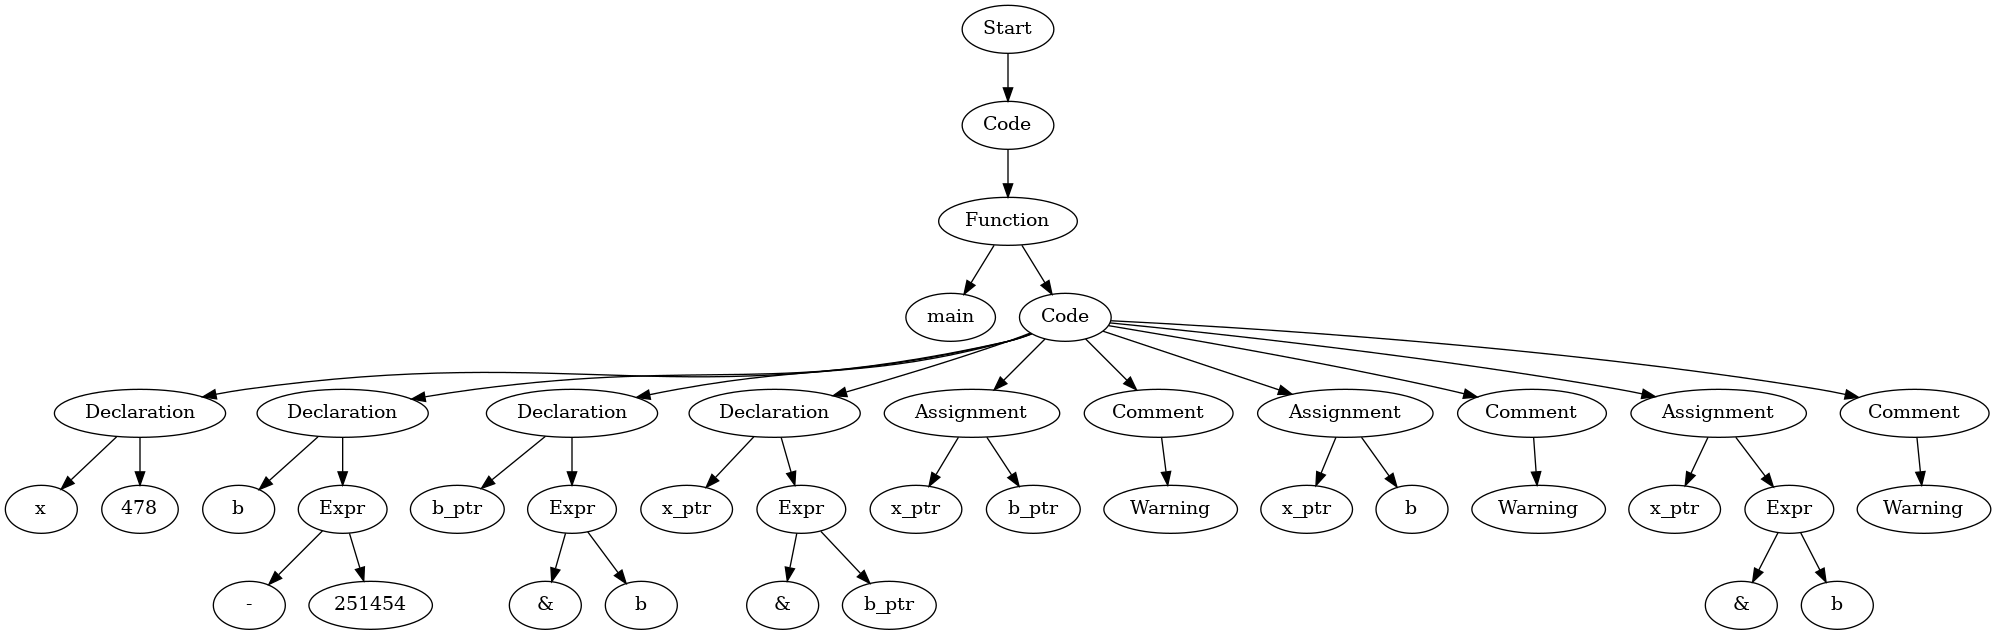 Start
Code
Function
main Code
Declaration Declaration Declaration Declaration Assignment Comment Assignment Comment Assignment Comment
x 478 b Expr b_ptr Expr x_ptr Expr x_ptr b_ptr Warning x_ptr b Warning x_ptr Expr Warning
- 251454 & b & b_ptr & b